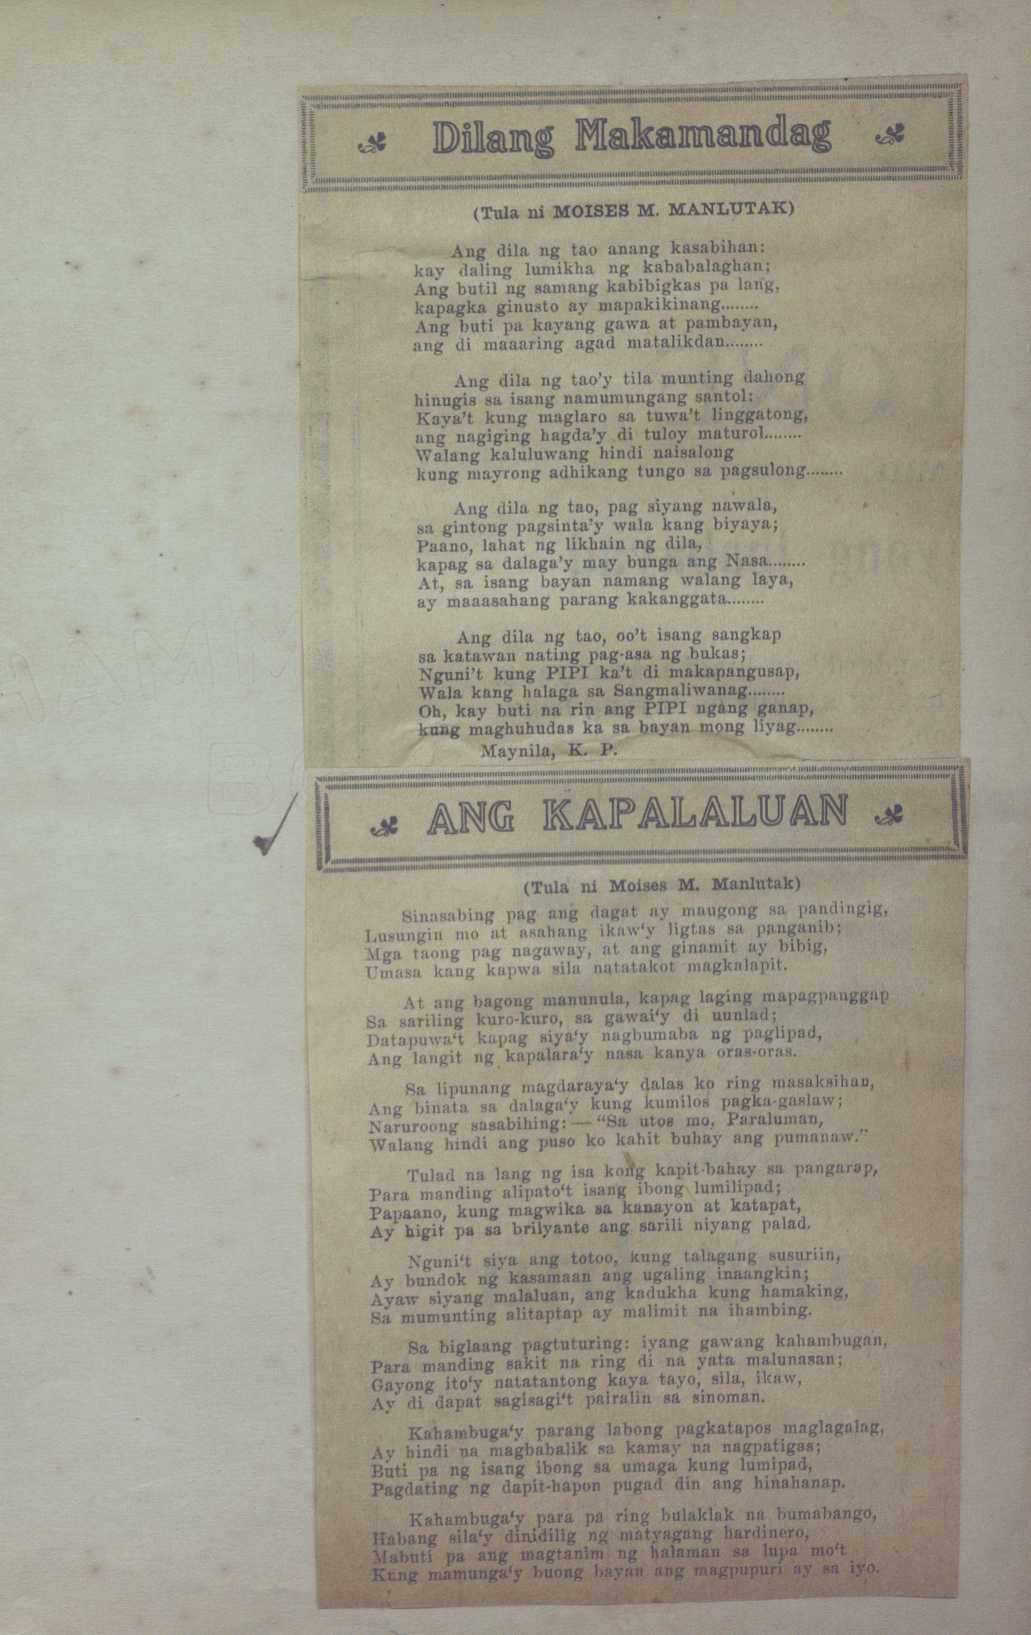 Dilang Makamandag
(Tula ni MOISES M. MANLUTAK)
Ang dila ng tao anang kasabihan:
kay daling lumikha ng kababalaghan;
Ang butil ng samang kabibigkas pa lang,
kapagka ginusto ay mapakikinang........
Ang buti pa kayang gawa at pambayan,
ang di maaaring agad matalikdan........
Ang dila ng tao'y tila munting dahong
hinugis sa isang namumungang santol:
Kaya't kung maglaro sa tuwa't linggatong,
ang nagiging hagda'y di tuloy maturol........
Walang kaluluwang hindi naisalong
kung mayrong adhikang tungo sa pagsulong........
Ang dila ng tao, pag siyang nawala,
sa gintong pagsinta'y wala kang biyaya;
Paano, lahat ng likhain ng dila,
kapag sa dalaga'y may bunga ang Nasa........
At, sa isang bayan namang walang laya,
ay maaasahang parang kakanggata........
Ang dila ng tao, oo't isang sangkap
sa katawan nating pag-asa ng bukas;
Nguni't kung PIPI ka't di makapangusap,
Wala kang halaga sa Sangmaliwanag........
Oh, kay buti na rin ang PIPI ngang ganap,
kung maghuhudas ka sa bayan mong liyag........
Maynila, K. P.
ANG KAPALALUAN
(Tula ni Moises M. Manlutak)
Sinasabing pag ang dagat ay maugong sa pandingig,
Lusungin mo at asahang ikaw'y ligtas sa panganib;
Mga taong pag nagaway, at ang ginamit ay bibig,
Umasa kang kapwa sila natatakot magkalapit.
At ang bagong manunula, kapag laging mapagpanggap
Sa sariling kuro-kuro, sa gawai'y di uunlad;
Datapuwa't kapag siya'y nagbumaba ng paglipad,
Ang langit ng kapalara'y nasa kanya oras-oras.
Sa lipunang magdaraya'y dalas ko ring masaksihan,
Ang binata sa dalaga'y kung kumilos pagka-gaslaw;
Naruroong sasabihing: — "Sa utos mo, Paraluman,
Walang hindi ang puso ko kahit buhay ang pumanaw."
Tulad na lang ng isa kong kapit-bahay sa pangarap,
Para manding alipato't isang ibong lumilipad;
Papaano, kung magwika sa kanayon at katapat,
Ay higit pa sa brilyante ang sarili niyang palad.
Nguni't siya ang totoo, kung talagang susuriin,
Ay bundok ng kasamaan ang ugaling inaangkin;
Ayaw siyang malaluan, ang kadukha kung hamaking,
Sa mumunting alitaptap ay malimit na ihambing.
Sa biglaang pagtuturing: iyang gawang kahambugan,
Para manding sakit na ring di na yata malunasan;
Gayong ito'y natatantong kaya tayo, sila, ikaw,
Ay di dapat sagisagi't pairalin sa sinoman.
Kahambuga'y parang labong pagkatapos maglagalag,
Ay hindi na magbabalik sa kamay na nagpatigas;
Buti pa ng isang ibong sa umaga kung lumipad,
Pagdating ng dapit-hapon pugad din ang hinahanap.
Kahambuga'y para pa ring bulaklak na bumabango,
Habang sila'y dinidilig ng matyagang hardinero,
Mabuti pa ang magtanim ng halaman sa lupa mo't
Kung mamunga'y buong bayan ang magpupuri ay sa iyo.